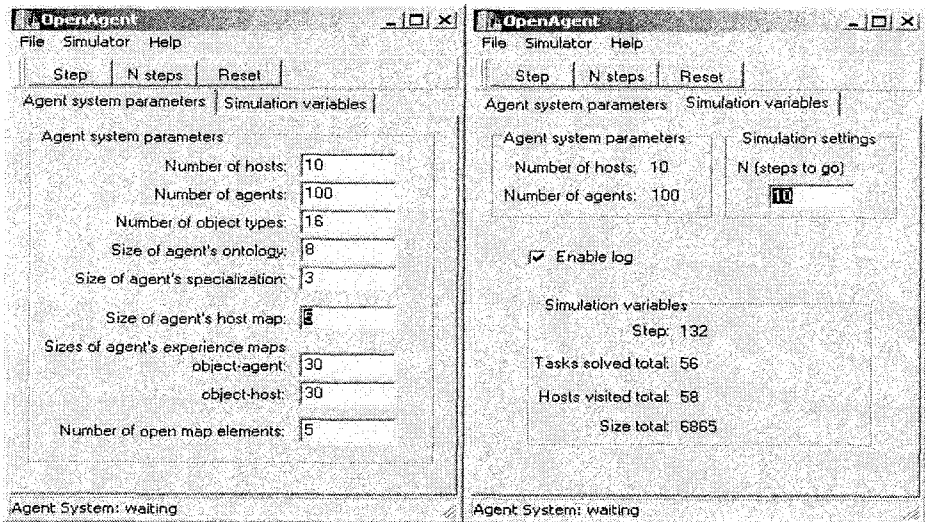 OpenAgent
File Simulator Help
Step N steps Reset
Agent system parameters Simulation variables
Agent system parameters
Number of hosts: 10
Number of agents: 100
Number of object types: 16
Size of agent's ontology: 8
Size of agent's specialization: 3
Size of agent's host map:
Sizes of agent's experience maps
object-agent: 30
object-host: 30
Number of open map elements: 5
Agent System: waiting
OpenAgent
File Simulator Help
Step N steps Reset
Agent system parameters Simulation variables
Agent system parameters
Number of hosts: 10
Number of agents: 100
Simulation settings
N (steps to go)
10
Enable log
Simulation variables
Step: 132
Tasks solved total: 56
Hosts visited total: 58
Size total: 6865
Agent System: waiting